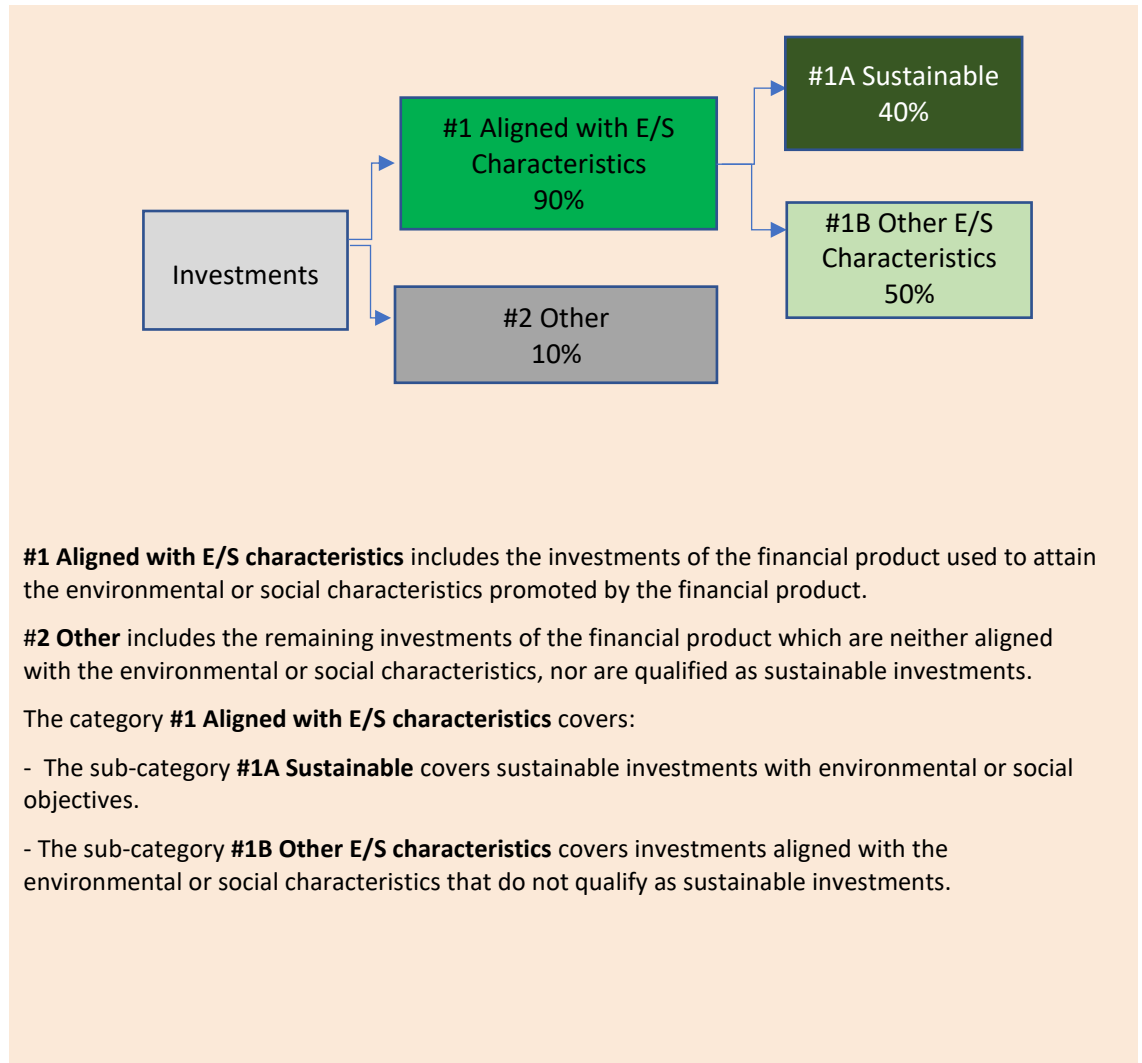 #1A Sustainable
40%
#1 Aligned with E/S
Characteristics
90%
#1B Other E/S
Characteristics
50%
Investments
#2 Other
10%
#1 Aligned with E/S characteristics includes the investments of the financial product used to attain
the environmental or social characteristics promoted by the financial product.
#2 Other includes the remaining investments of the financial product which are neither aligned
with the environmental or social characteristics, nor are qualified as sustainable investments.
The category #1 Aligned with E/S characteristics covers:
- The sub-category #1A Sustainable covers sustainable investments with environmental or social
objectives.
- The sub-category #1B Other E/S characteristics covers investments aligned with the
environmental or social characteristics that do not qualify as sustainable investments.